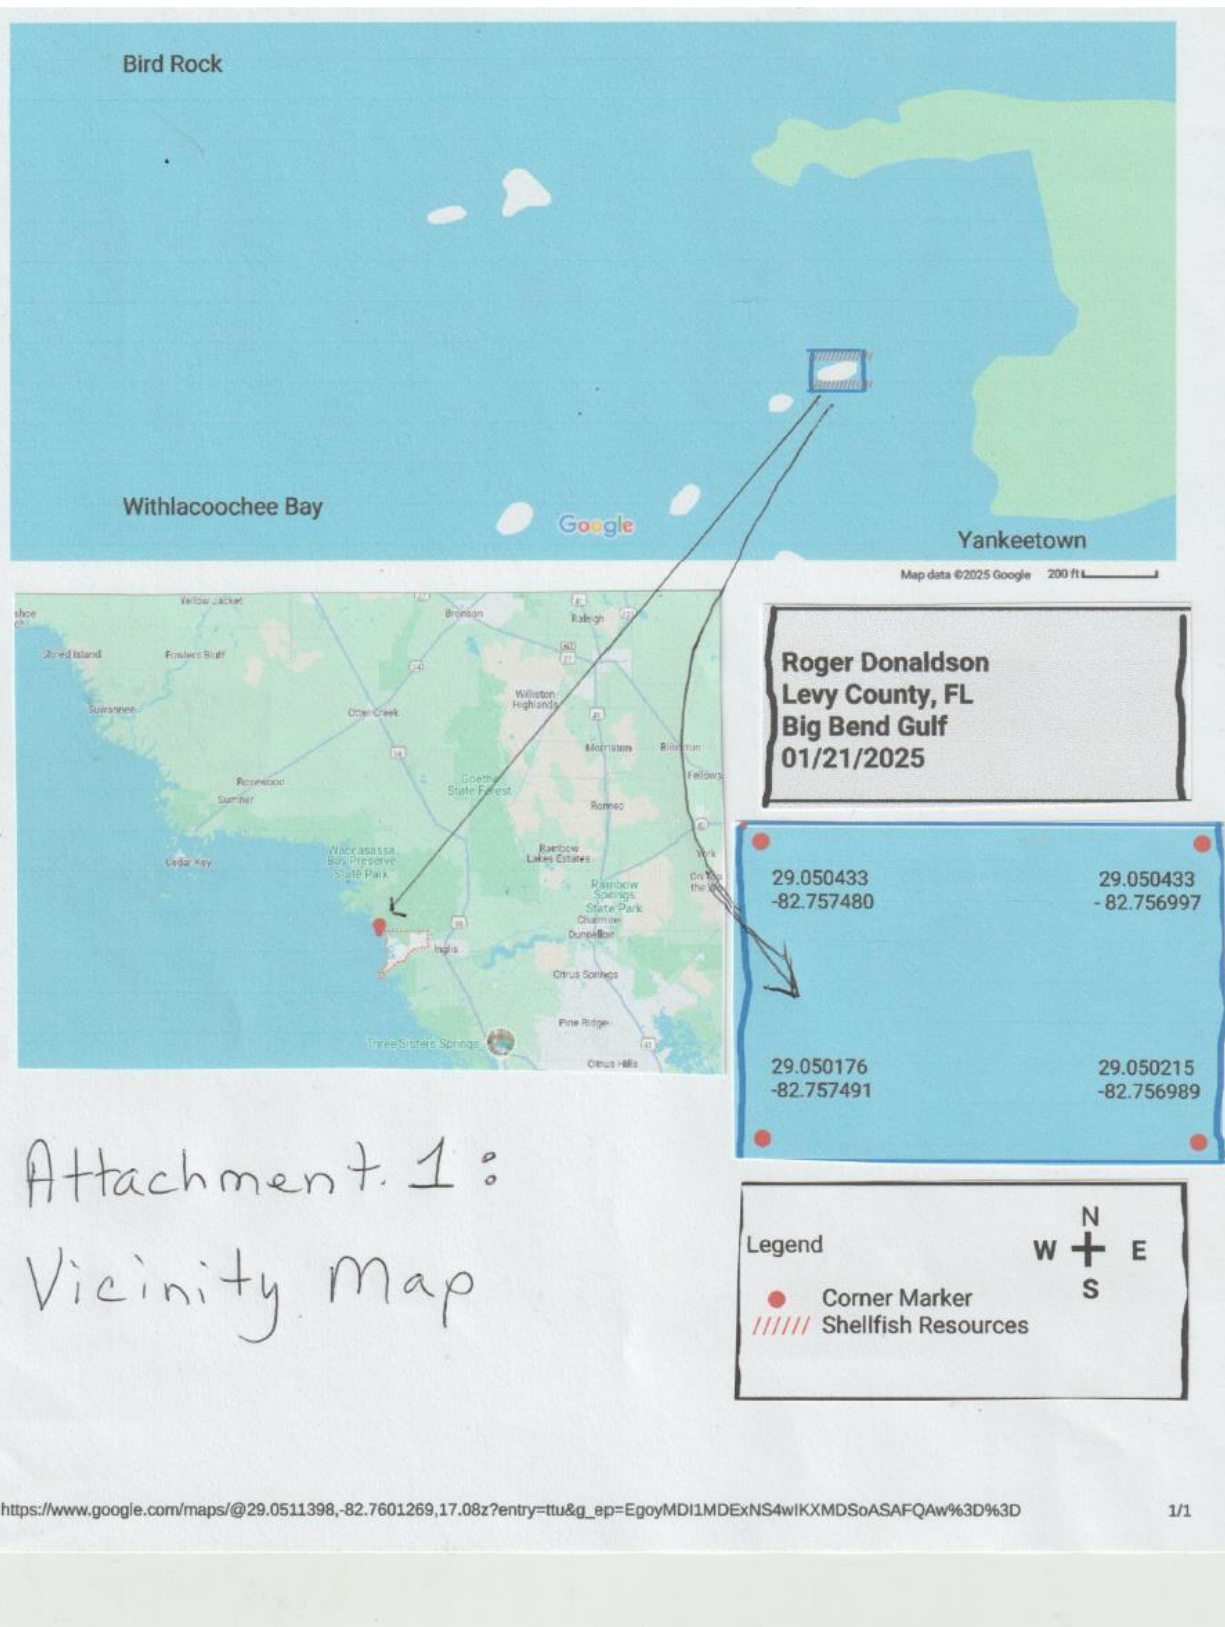 Bird Rock
Withlacoochee Bay
Google
Yankeetown
Map data ©2025 Google 200 ft
Yellow Jacket
Bronson
Raleigh
Shired Island
Fowlers Bluff
Williston
Highlands
Suwannee
Otter Creek
Morriston
Fellows
Rosewood
Goethe
State Forest
Sumner
Romeo
Cedar Key
Waccasassa
Bay Preserve
State Park
Rainbow
Lakes Estates
York
On Top
Rainbow
Springs
State Park
Dunnellon
Inglis
Citrus Springs
Pine Ridge
Three Sisters Springs
Citrus Hills
Roger Donaldson
Levy County, FL
Big Bend Gulf
01/21/2025
29.050433 29.050433
-82.757480 - 82.756997
29.050176 29.050215
-82.757491 -82.756989
Attachment. 1:
Vicinity Map
Legend
N
W E
S
Corner Marker
Shellfish Resources
https://www.google.com/maps/@29.0511398,-82.7601269,17.08z?entry=ttu&g_ep=EgoyMDI1MDExNS4wIKXMDSoASAFQAw%3D%3D 1/1